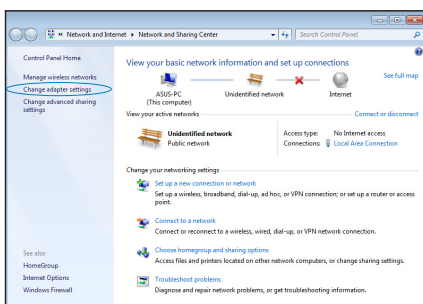 « Network and Internet ▸ Network and Sharing Center
Search Control Panel
Control Panel Home
Manage wireless networks
Change adapter settings
Change advanced sharing
settings
See also
HomeGroup
Internet Options
Windows Firewall
View your basic network information and set up connections
See full map
ASUS-PC
(This computer)
Unidentified network
Internet
View your active networks
Connect or disconnect
Unidentified network
Public network
Access type: No Internet access
Connections: Local Area Connection
Change your networking settings
Set up a new connection or network
Set up a wireless, broadband, dial-up, ad hoc, or VPN connection; or set up a router or access
point.
Connect to a network
Connect or reconnect to a wireless, wired, dial-up, or VPN network connection.
Choose homegroup and sharing options
Access files and printers located on other network computers, or change sharing settings.
Troubleshoot problems
Diagnose and repair network problems, or get troubleshooting information.